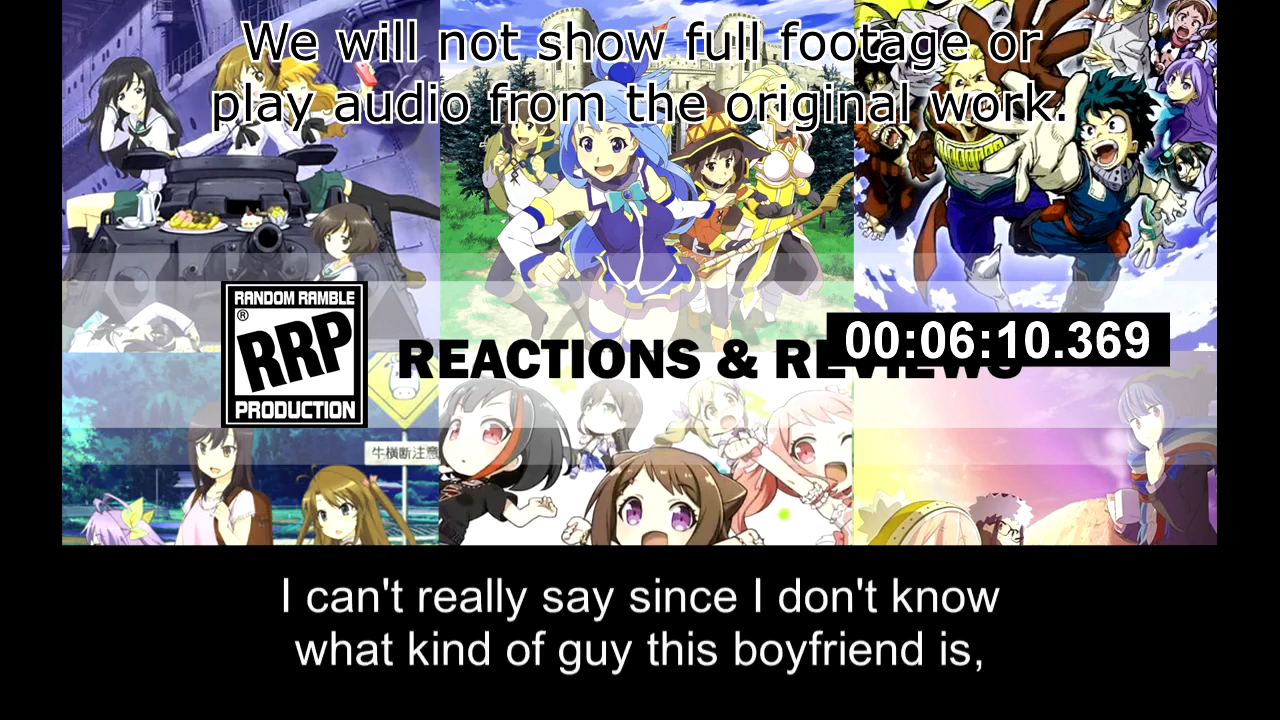 We will not show full footage or
play audio from the original work.
RANDOM RAMBLE
®
RRP
PRODUCTION
REACTIONS & REVIEWS
00:06:10.369
牛横断注意
I can't really say since I don't know
what kind of guy this boyfriend is,